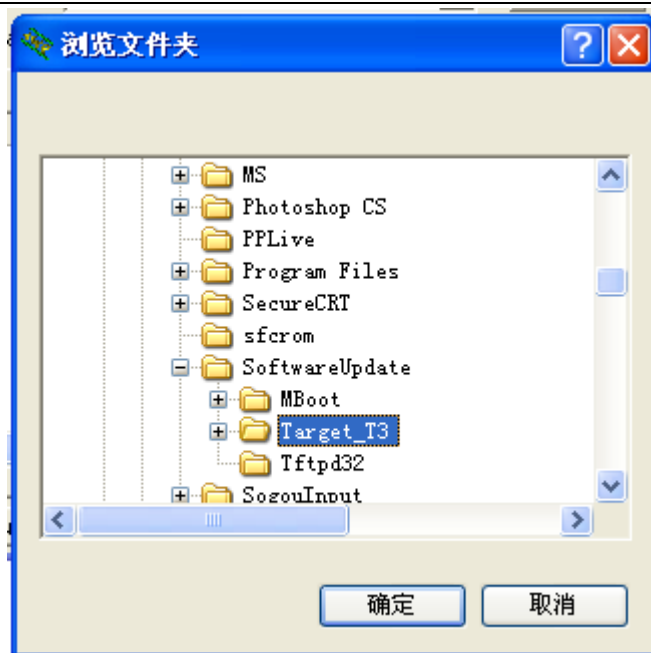 浏览文件夹
MS
Photoshop CS
PPLive
Program Files
SecureCRT
sfcrom
SoftwareUpdate
MBoot
Target_T3
Tftpd32
SogouInput
确定 取消